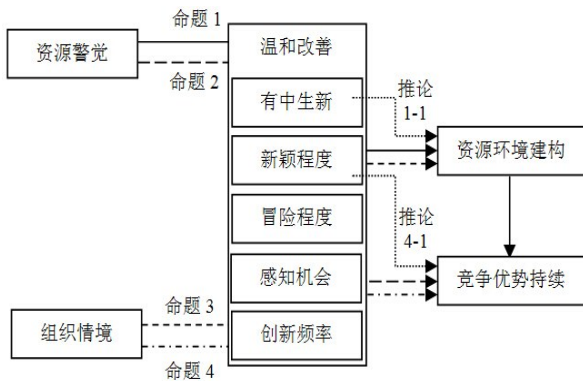 命题 1
资源警觉
命题 2
温和改善
有中生新
新颖程度
冒险程度
感知机会
创新频率
推论
1-1
资源环境建构
推论
4-1
竞争优势持续
命题 3
组织情境
命题 4